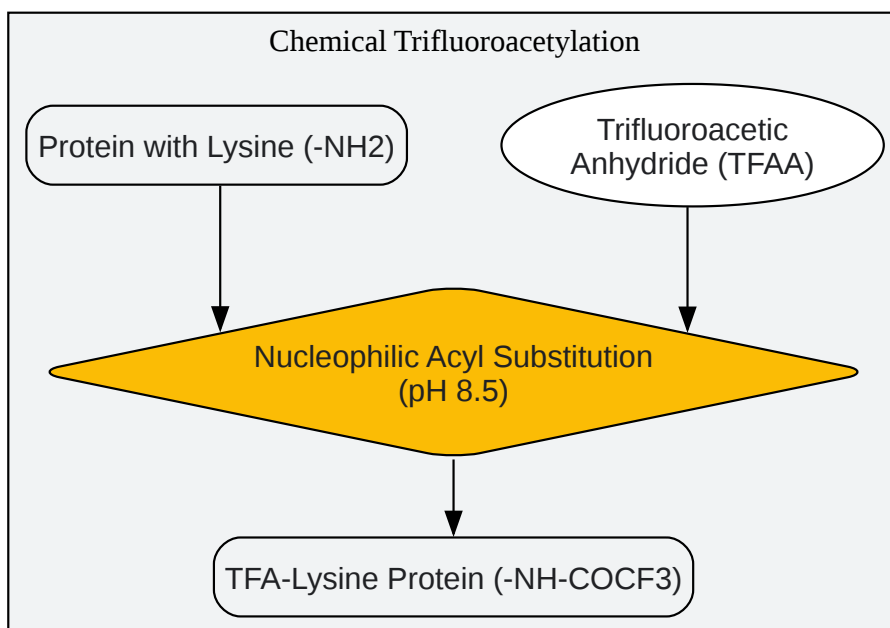 Chemical Trifluoroacetylation
Protein with Lysine (-NH2)
Trifluoroacetic
Anhydride (TFAA)
Nucleophilic Acyl Substitution
(pH 8.5)
TFA-Lysine Protein (-NH-COCF3)